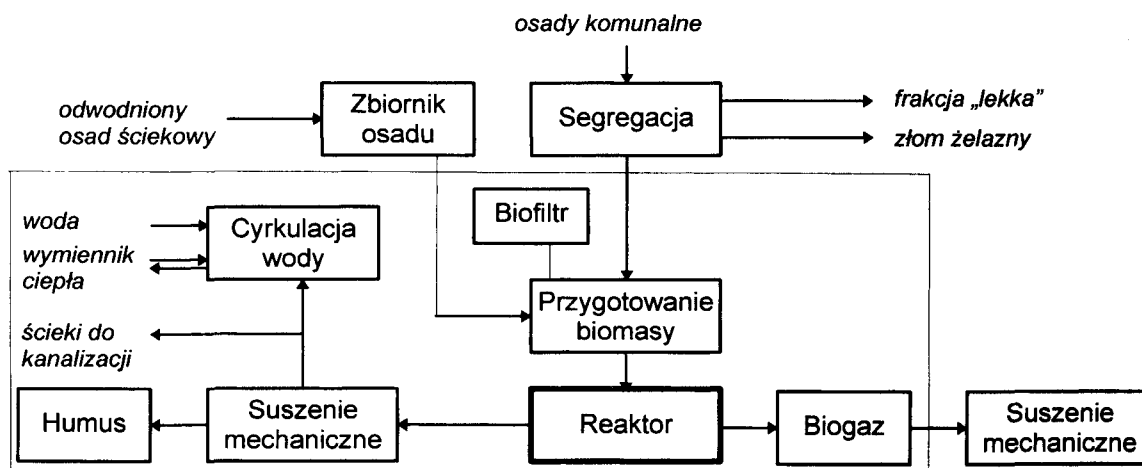 osady komunalne
odwodniony
osad ściekowy
Zbiornik
osadu
Segregacja
frakcja „lekka”
złom żelazny
woda
wymiennik
ciepła
Cyrkulacja
wody
Biofiltr
Przygotowanie
biomasy
ścieki do
kanalizacji
Humus
Suszenie
mechaniczne
Reaktor
Biogaz
Suszenie
mechaniczne